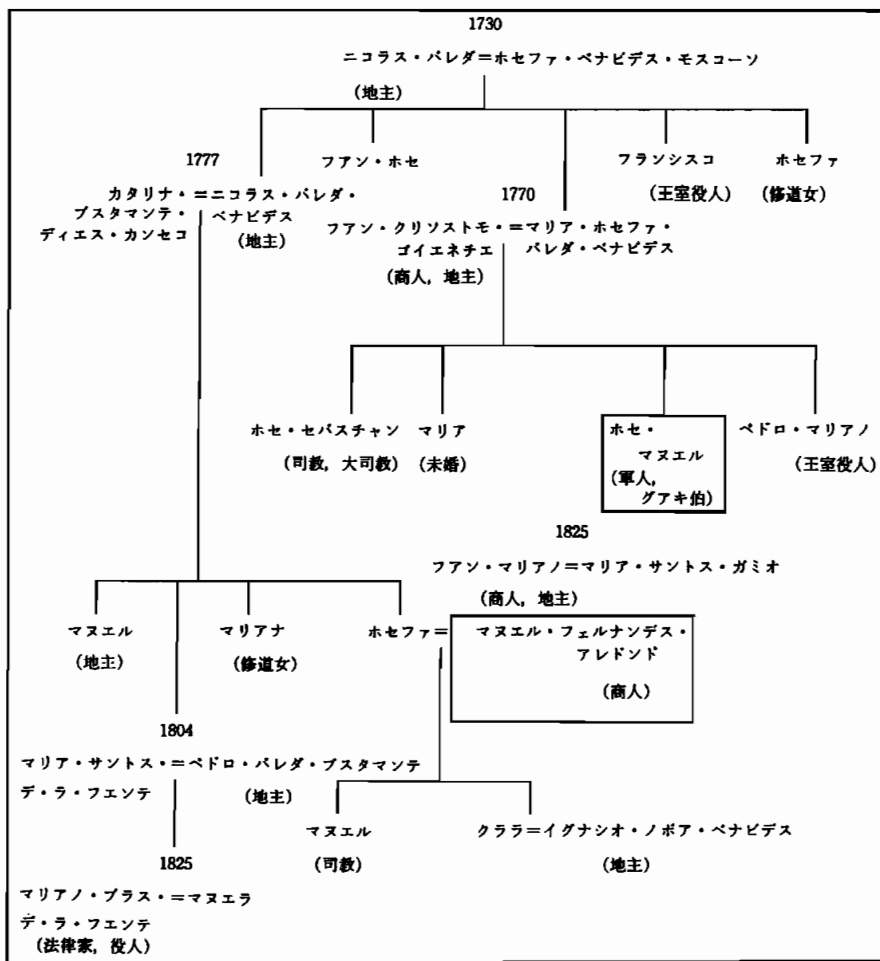 1730
ニコラス・バレダ＝ホセファ・ベナビデス・モスコーソ
(地主)
1777
フアン・ホセ
フランシスコ
ホセファ
カタリナ・＝ニコラス・バレダ・
1770
(王室役人)
(修道女)
ブスタマンテ・
ベナビデス
ディエス・カンセコ
(地主)
フアン・クリソストモ・＝マリア・ホセファ・
ゴイエネチェ
バレダ・ベナビデス
(商人, 地主)
ホセ・セバスチャン
マリア
ホセ・
ペドロ・マリアノ
マヌエル
(司教, 大司教)
(未婚)
(軍人,
(王室役人)
グアキ伯)
1825
フアン・マリアノ＝マリア・サントス・ガミオ
(商人, 地主)
マヌエル
マリアナ
ホセファ＝
マヌエル・フェルナンデス・
アレドンド
(地主)
(修道女)
(商人)
1804
マリア・サントス・＝ペドロ・バレダ・ブスタマンテ
デ・ラ・フエンテ
(地主)
マヌエル
クララ＝イグナシオ・ノボア・ベナビデス
1825
(司教)
(地主)
マリアノ・ブラス・＝マヌエラ
デ・ラ・フエンテ
(法律家, 役人)